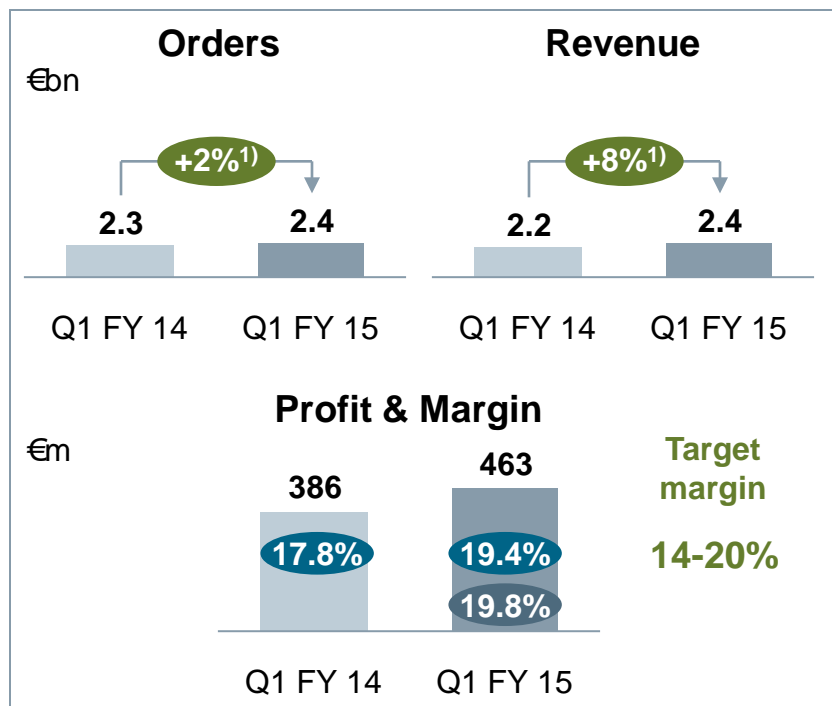 Orders
Revenue
€bn
+2%1)
+8%1)
2.3
2.4
2.2
2.4
Q1 FY 14
Q1 FY 15
Q1 FY 14
Q1 FY 15
Profit & Margin
€m
386
463
Target
margin
17.8%
19.4%
14-20%
19.8%
Q1 FY 14
Q1 FY 15